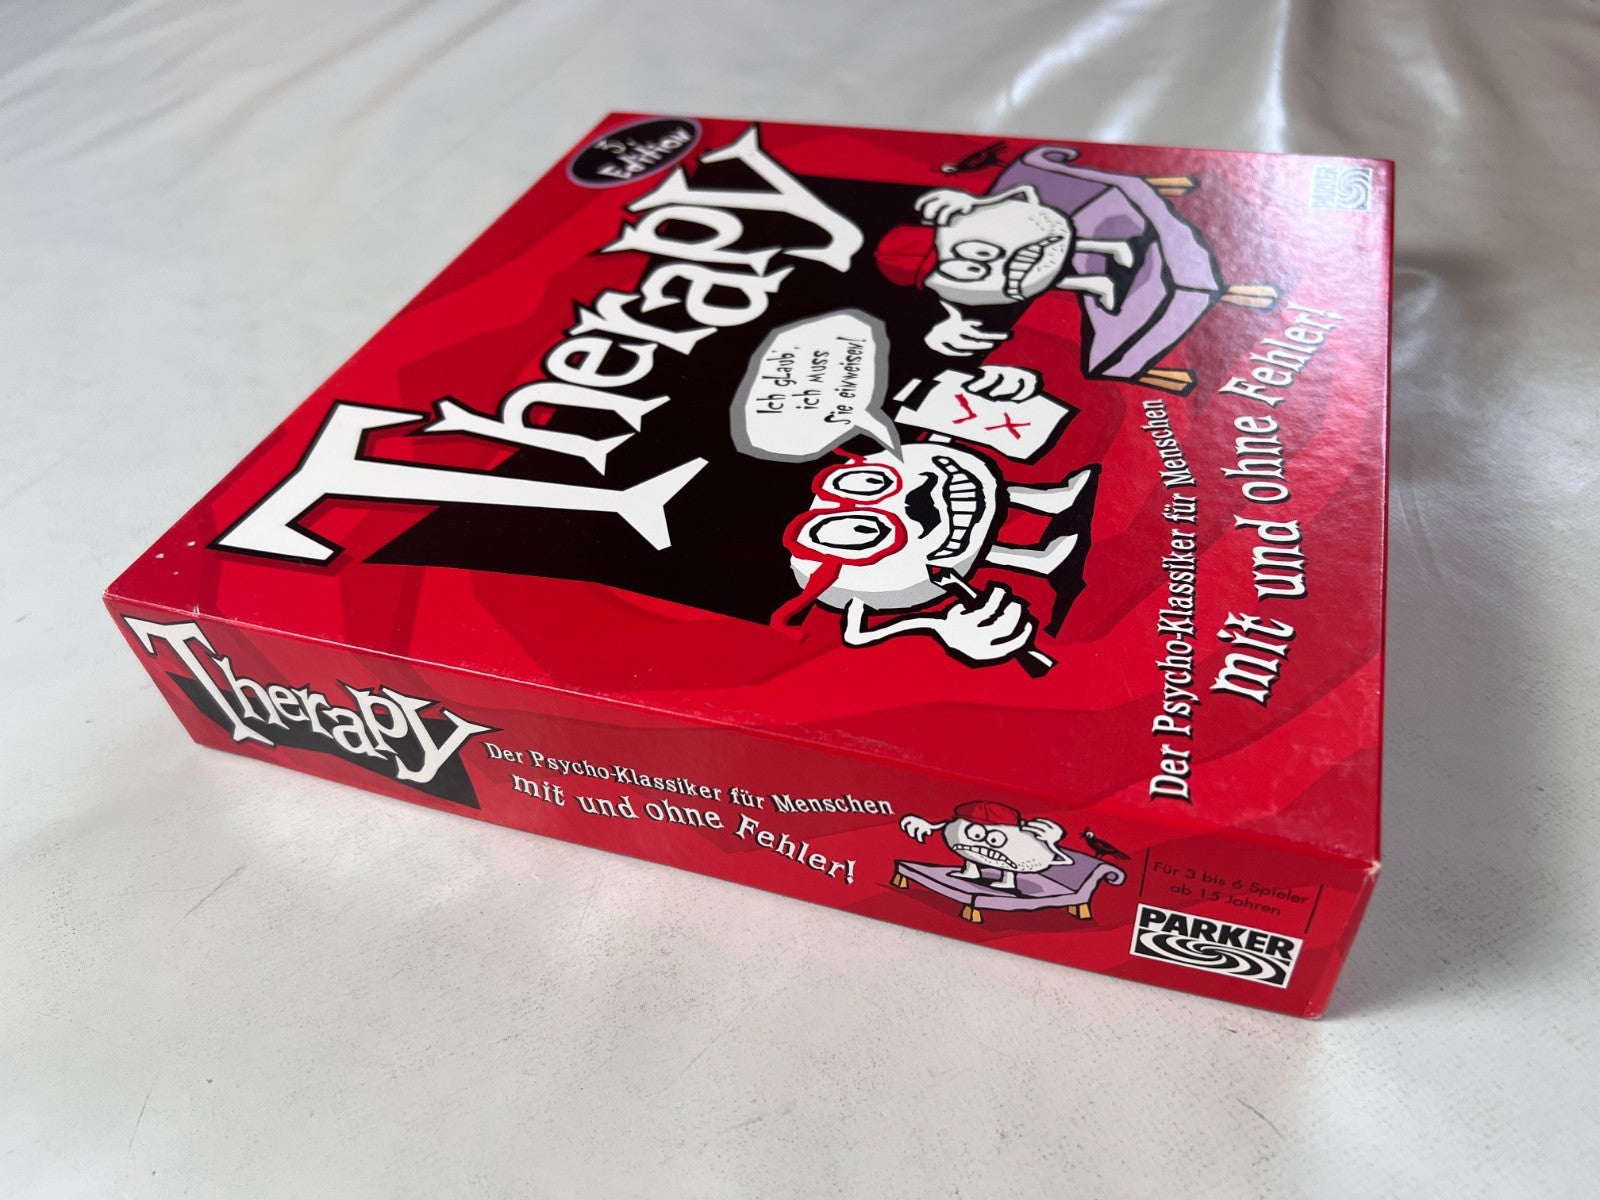 3.
Edition
Therapy
Ich glaub',
ich muss
Sie einweisen!
Der Psycho-Klassiker für Menschen
mit und ohne Fehler!
PARKER
Therapy
Der Psycho-Klassiker für Menschen
mit und ohne Fehler!
Für 3 bis 6 Spieler
ab 15 Jahren
PARKER